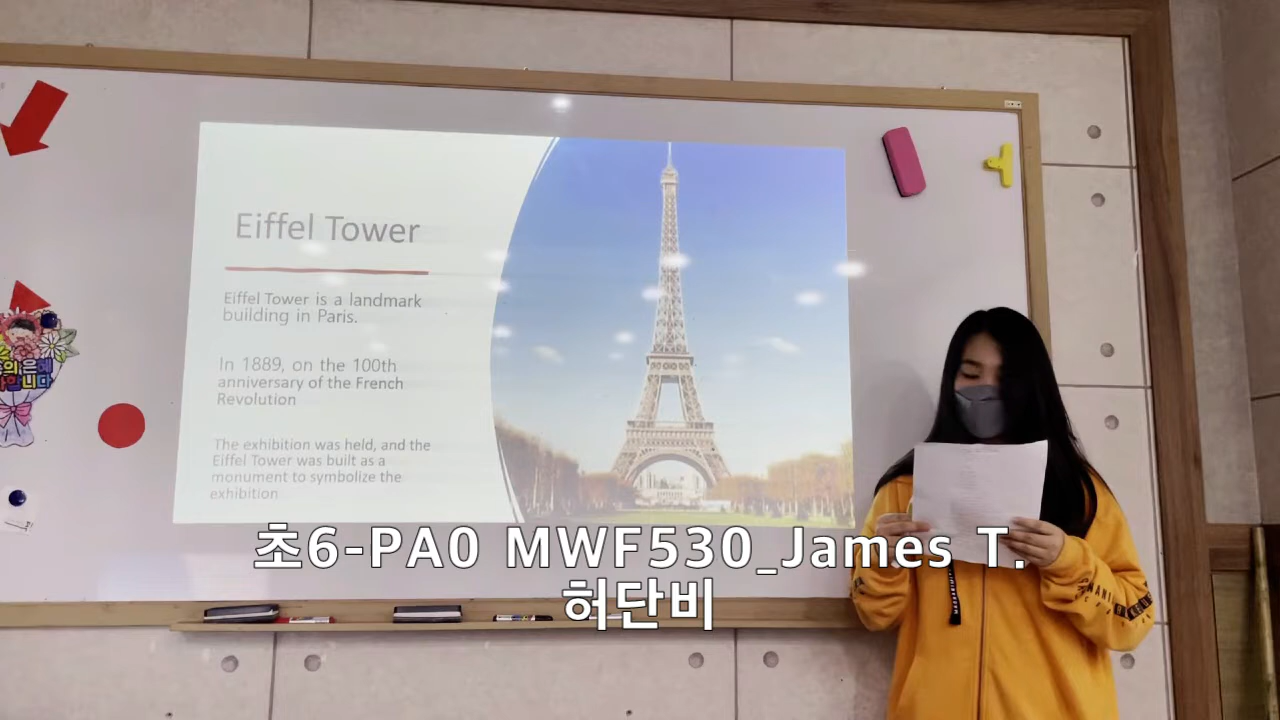 Eiffel Tower
Eiffel Tower is a landmark
building in Paris.
In 1889, on the 100th
anniversary of the French
Revolution
The exhibition was held, and the
Eiffel Tower was built as a
monument to symbolize the
exhibition
초6-PA0 MWF530_James T.
허단비